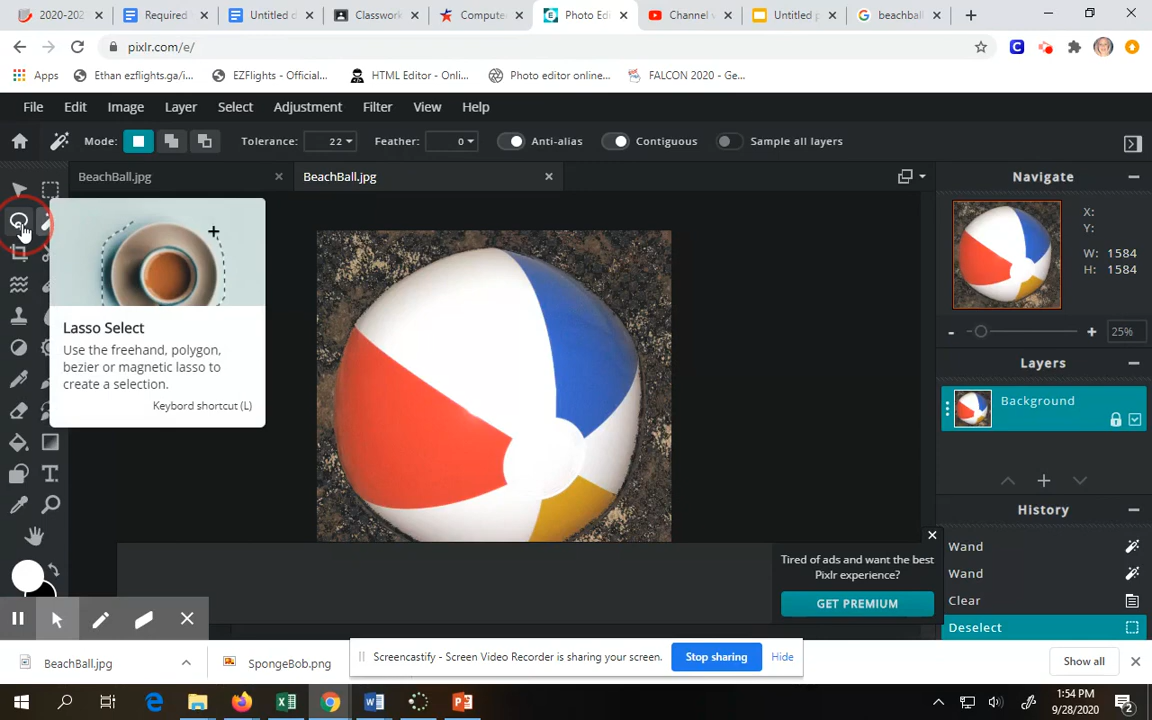 2020-202
Required
Untitled d
Classwork
Compute
Photo Edi
Channel v
Untitled p
beachball
pixlr.com/e/
Apps
Ethan ezflights.ga/i...
EZFlights - Official...
HTML Editor - Onli...
Photo editor online...
FALCON 2020 - Ge...
File Edit Image Layer Select Adjustment Filter View Help
Mode: Tolerance: 22 Feather: 0 Anti-alias Contiguous Sample all layers
BeachBall.jpg
BeachBall.jpg
Lasso Select
Use the freehand, polygon,
bezier or magnetic lasso to
create a selection.
Keybord shortcut (L)
Navigate
X:
Y:
W: 1584
H: 1584
25%
Layers
Background
History
Wand
Wand
Clear
Deselect
Tired of ads and want the best
Pixlr experience?
GET PREMIUM
BeachBall.jpg
SpongeBob.png
Screencastify - Screen Video Recorder is sharing your screen.
Stop sharing
Hide
Show all
1:54 PM
9/28/2020
2